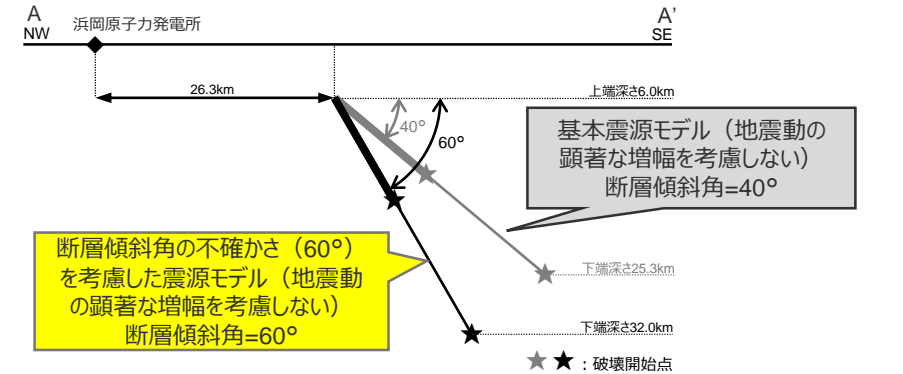 A
NW
浜岡原子力発電所
A'
SE
26.3km
上端深さ6.0km
40°
60°
基本震源モデル（地震動の
顕著な増幅を考慮しない）
断層傾斜角=40°
断層傾斜角の不確かさ（60°）
を考慮した震源モデル（地震動
の顕著な増幅を考慮しない）
断層傾斜角=60°
下端深さ25.3km
下端深さ32.0km
★ ★ ：破壊開始点